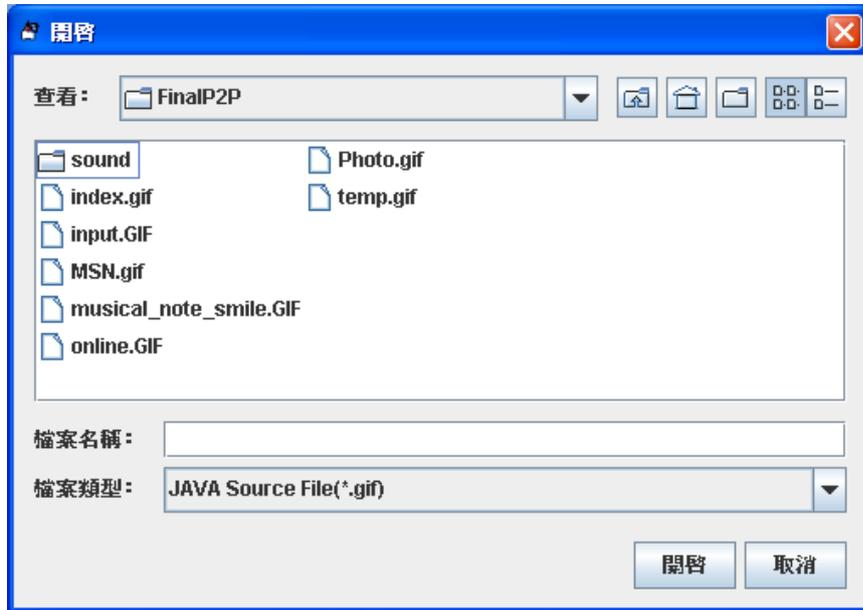 開啓
查看：
FinalP2P
sound
index.gif
input.GIF
MSN.gif
musical_note_smile.GIF
online.GIF
Photo.gif
temp.gif
檔案名稱：
檔案類型： JAVA Source File(*.gif)
開啓 取消